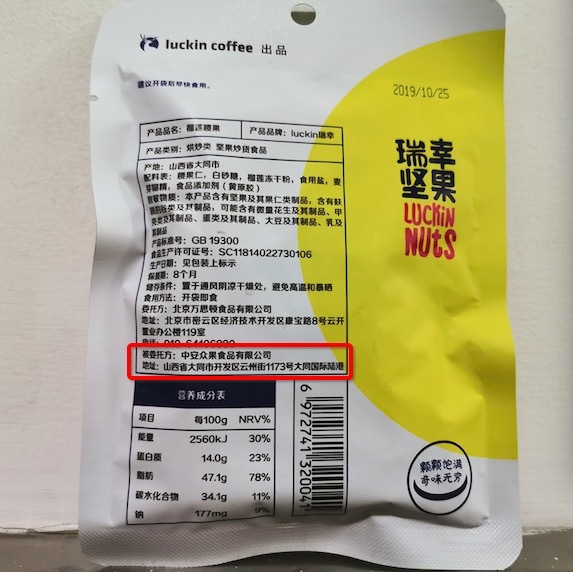 luckin coffee 出品
建议开袋后尽快食用。
2019/10/25
瑞幸
坚果
LUCKIN
NUTS
产品名称：榴莲腰果
产品品牌：luckin瑞幸
产品类别：烘炒类 坚果炒货食品
产地：山西省大同市
配料表：腰果仁，白砂糖，榴莲冻干粉，食用盐，麦
芽糊精，食品添加剂（黄原胶）
致敏物质：本产品含有坚果及其果仁类制品，含有麸
质的谷类及其制品，可能含有微量花生及其制品、甲
壳类及其制品、蛋类及其制品、大豆及其制品、乳及
其制品
产品标准号：GB 19300
食品生产许可证号：SC11814022730106
生产日期：见包装上标示
保质期：8个月
储存条件：置于通风阴凉干燥处，避免高温和暴晒
食用方法：开袋即食
委托方：北京万思顿食品有限公司
地址：北京市密云区经济技术开发区康宝路8号云开
置业办公楼119室
电话：010-64106880
被委托方：中安众果食品有限公司
地址：山西省大同市开发区云州街1173号大同国际陆港
营养成分表
项目 每100g NRV%
能量 2560kJ 30%
蛋白质 14.0g 23%
脂肪 47.1g 78%
碳水化合物 34.1g 11%
钠 177mg 9%
6 972741 320041
颗颗饱满
奇味无穷